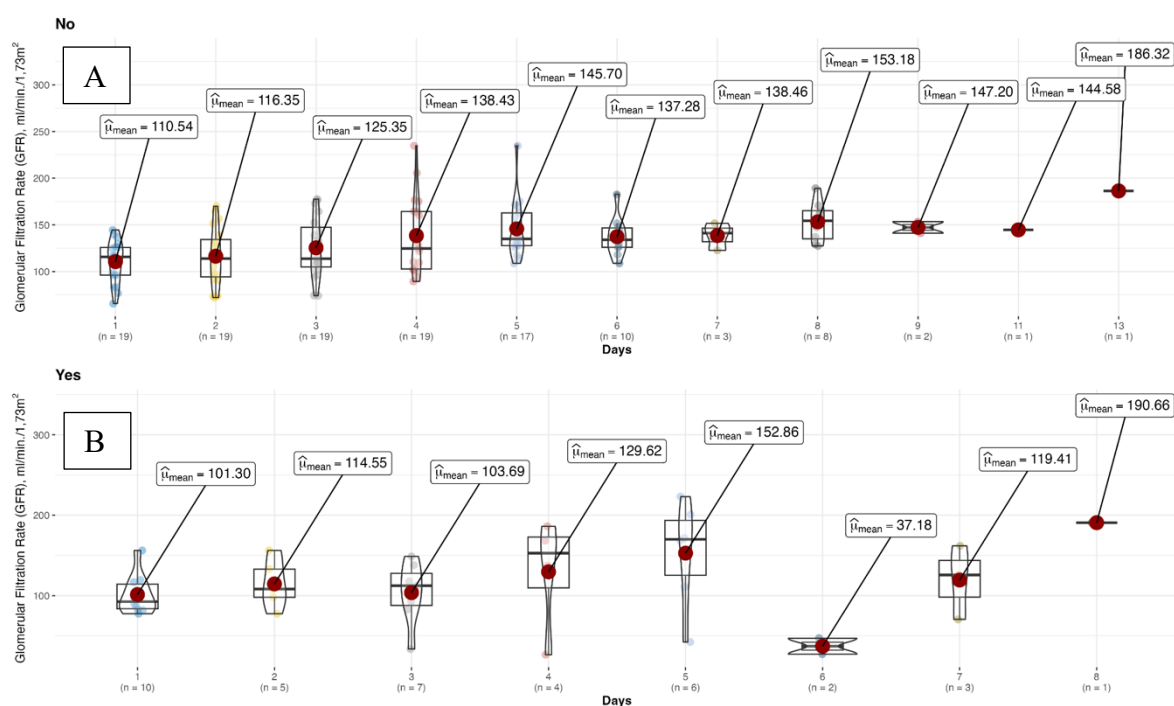 No
A
Glomerular Filtration Rate (GFR), ml/min./1,73m²
300
250
200
150
100
μ̂mean = 110.54
μ̂mean = 116.35
μ̂mean = 125.35
μ̂mean = 138.43
μ̂mean = 145.70
μ̂mean = 137.28
μ̂mean = 138.46
μ̂mean = 153.18
μ̂mean = 147.20
μ̂mean = 144.58
μ̂mean = 186.32
1 2 3 4 5 6 7 8 9 11 13
(n = 19) (n = 19) (n = 19) (n = 19) (n = 17) (n = 10) (n = 3) (n = 8) (n = 2) (n = 1) (n = 1)
Days
Yes
B
Glomerular Filtration Rate (GFR), ml/min./1,73m²
300
200
100
μ̂mean = 101.30
μ̂mean = 114.55
μ̂mean = 103.69
μ̂mean = 129.62
μ̂mean = 152.86
μ̂mean = 37.18
μ̂mean = 119.41
μ̂mean = 190.66
1 2 3 4 5 6 7 8
(n = 10) (n = 5) (n = 7) (n = 4) (n = 6) (n = 2) (n = 3) (n = 1)
Days